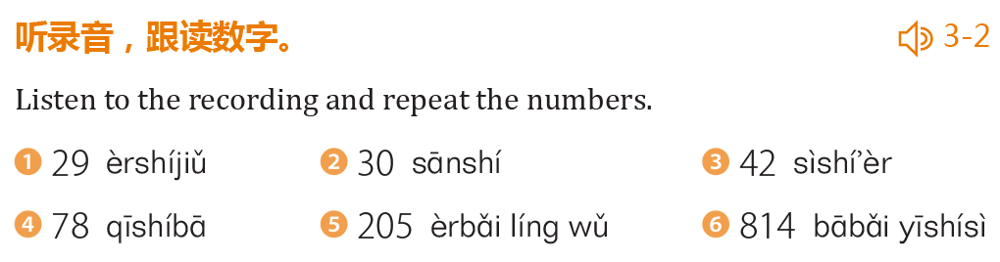 听录音，跟读数字。 3-2
Listen to the recording and repeat the numbers.
1 29 èrshíjiǔ 2 30 sānshí 3 42 sìshí’èr
4 78 qīshíbā 5 205 èrbǎi líng wǔ 6 814 bābǎi yīshísì